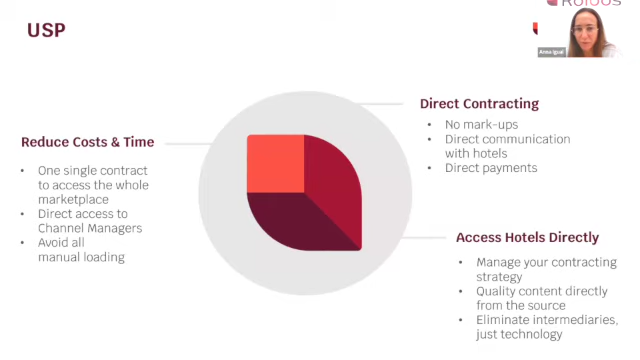 USP
Anna Igual
Reduce Costs & Time
• One single contract
to access the whole
marketplace
• Direct access to
Channel Managers
• Avoid all
manual loading
Direct Contracting
• No mark-ups
• Direct communication
with hotels
• Direct payments
Access Hotels Directly
• Manage your contracting
strategy
• Quality content directly
from the source
• Eliminate intermediaries,
just technology